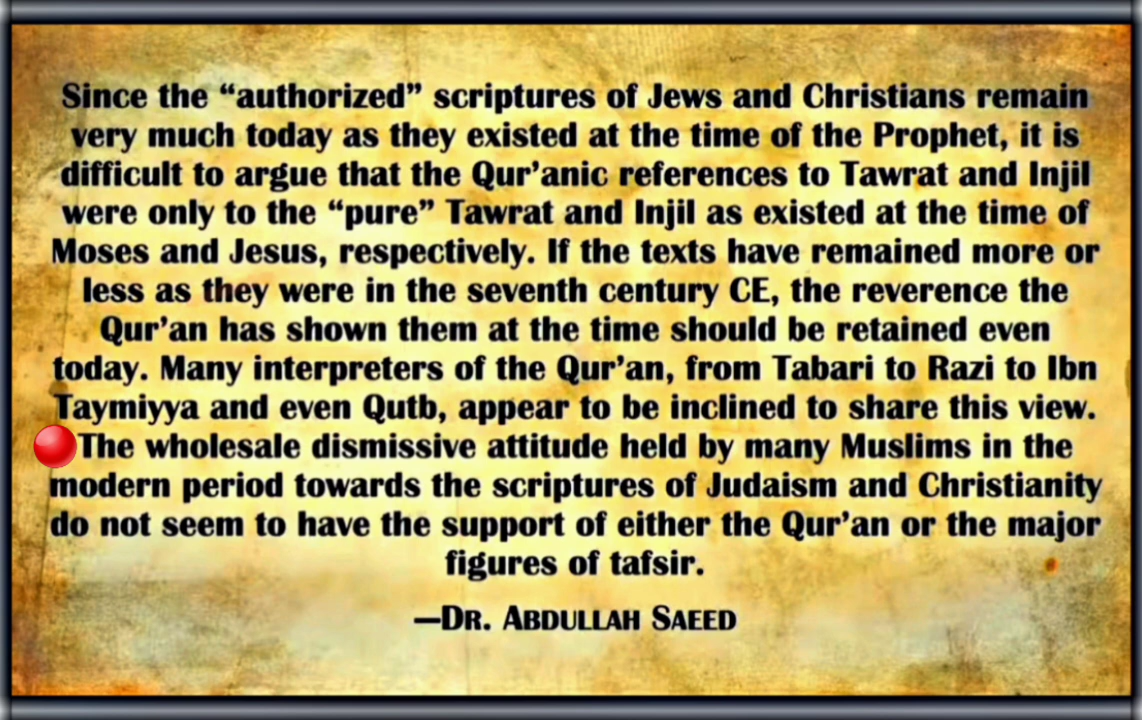 Since the “authorized” scriptures of Jews and Christians remain
very much today as they existed at the time of the Prophet, it is
difficult to argue that the Qur’anic references to Tawrat and Injil
were only to the “pure” Tawrat and Injil as existed at the time of
Moses and Jesus, respectively. If the texts have remained more or
less as they were in the seventh century CE, the reverence the
Qur’an has shown them at the time should be retained even
today. Many interpreters of the Qur’an, from Tabari to Razi to Ibn
Taymiyya and even Qutb, appear to be inclined to share this view.
The wholesale dismissive attitude held by many Muslims in the
modern period towards the scriptures of Judaism and Christianity
do not seem to have the support of either the Qur’an or the major
figures of tafsir.
—DR. ABDULLAH SAEED